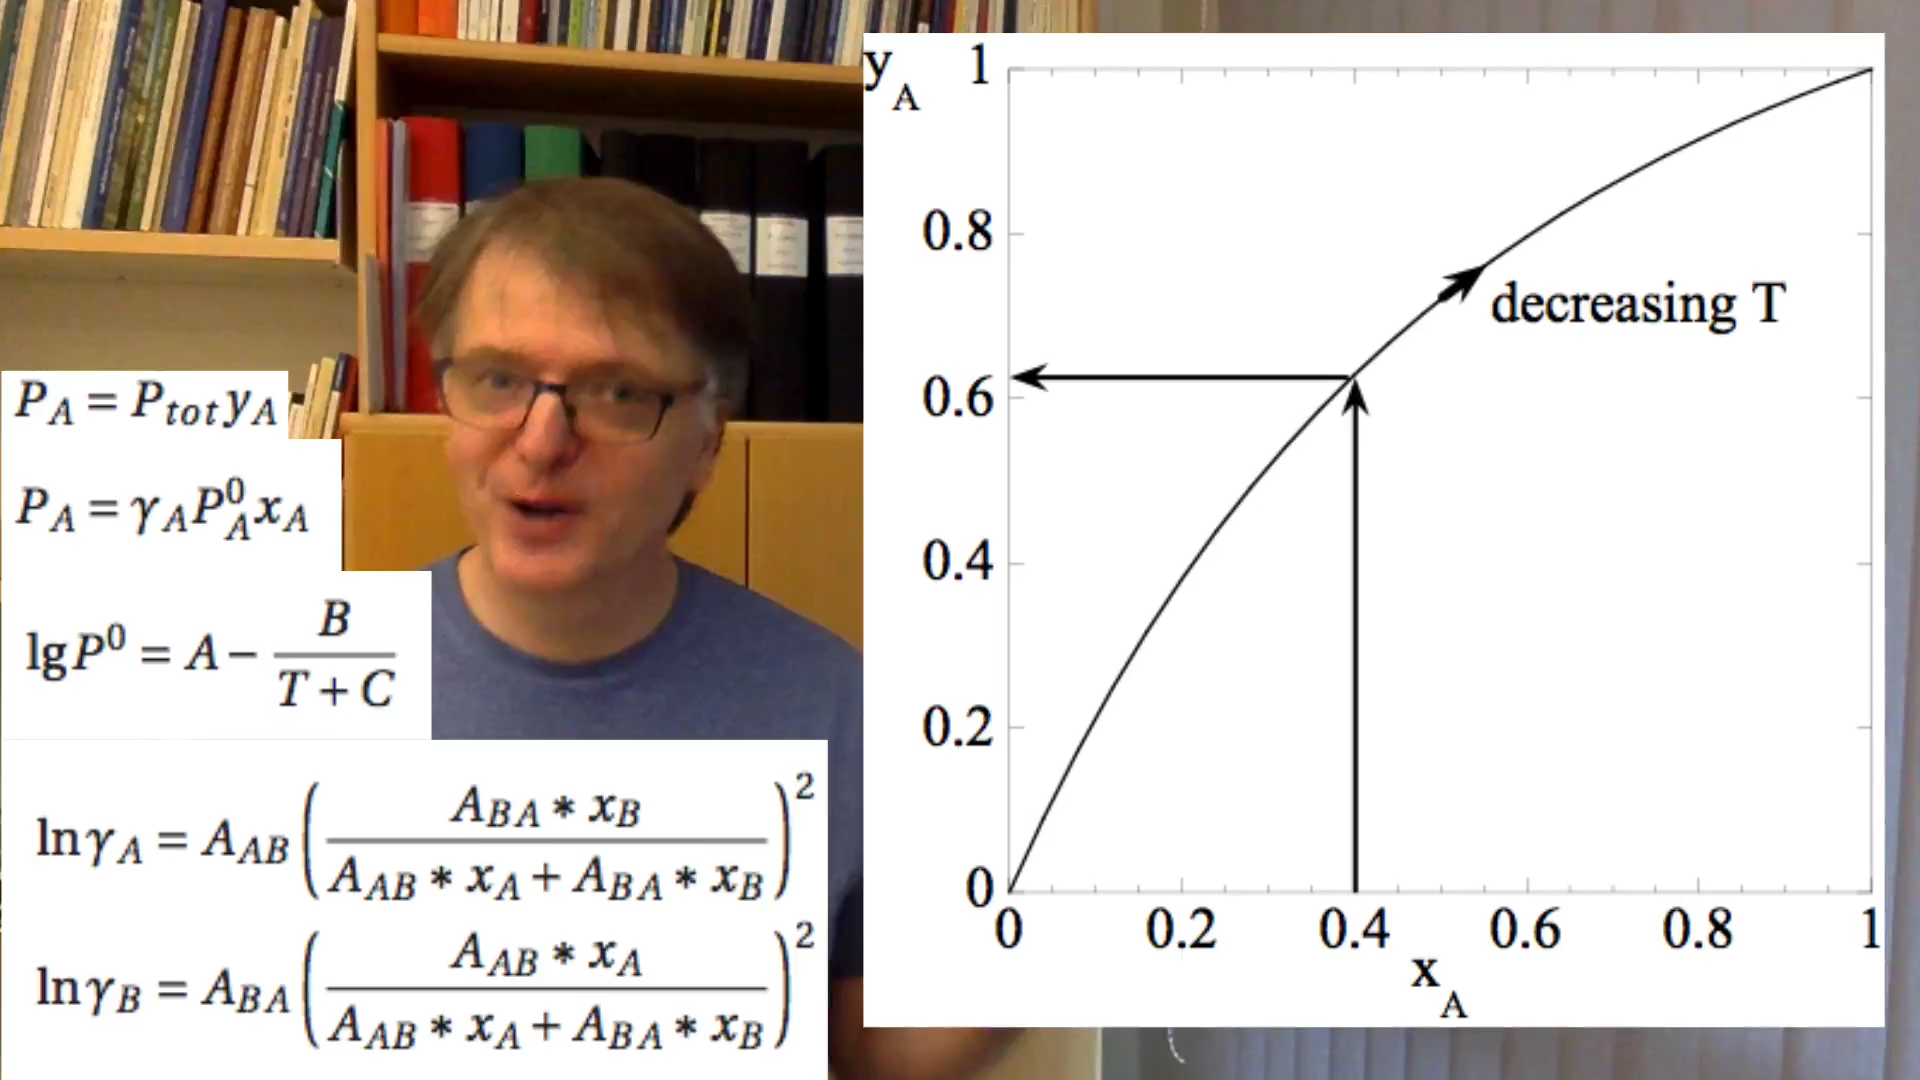 P_A = P_tot y_A
P_A = γ_A P_A^0 x_A
lg P^0 = A − B / (T + C)
ln γ_A = A_AB ( A_BA * x_B / (A_AB * x_A + A_BA * x_B) )^2
ln γ_B = A_BA ( A_AB * x_A / (A_AB * x_A + A_BA * x_B) )^2
y_A
1
0.8
decreasing T
0.6
0.4
0.2
0
0 0.2 0.4 0.6 0.8 1
x_A